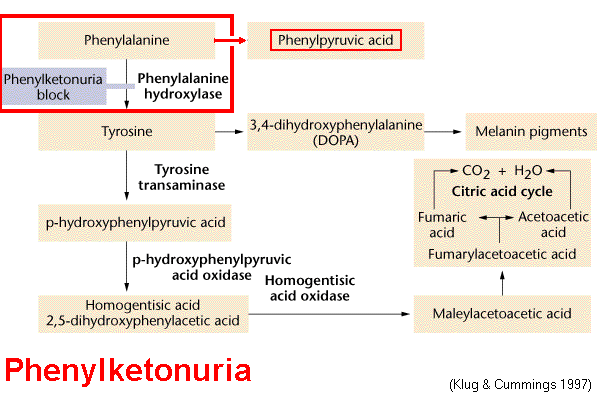 Phenylalanine
Phenylpyruvic acid
Phenylketonuria
block
Phenylalanine
hydroxylase
Tyrosine
3,4-dihydroxyphenylalanine
(DOPA)
Melanin pigments
Tyrosine
transaminase
CO2 + H2O
Citric acid cycle
Fumaric
acid
Acetoacetic
acid
Fumarylacetoacetic acid
p-hydroxyphenylpyruvic acid
p-hydroxyphenylpyruvic
acid oxidase
Homogentisic
acid oxidase
Homogentisic acid
2,5-dihydroxyphenylacetic acid
Maleylacetoacetic acid
Phenylketonuria
(Klug & Cummings 1997)